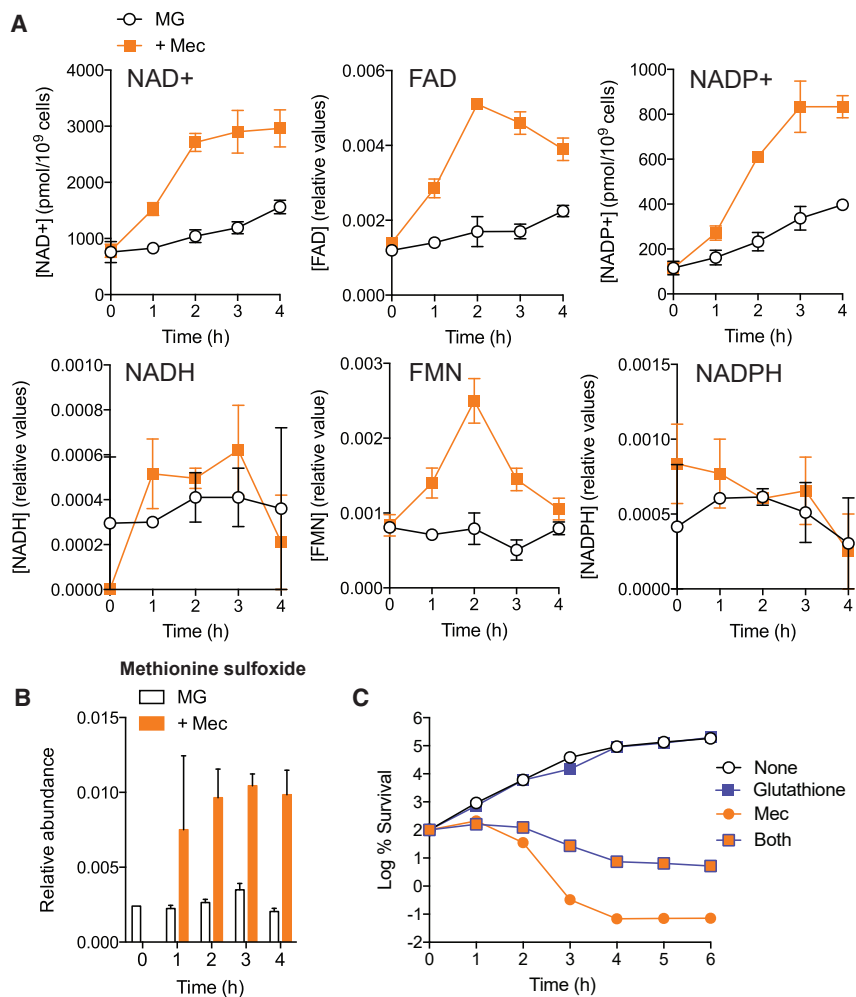 A
MG
+ Mec
NAD+
[NAD+] (pmol/10⁹ cells)
4000
3000
2000
1000
0
0 1 2 3 4
Time (h)
FAD
[FAD] (relative values)
0.006
0.004
0.002
0.000
0 1 2 3 4
Time (h)
NADP+
[NADP+] (pmol/10⁹ cells)
1000
800
600
400
200
0
0 1 2 3 4
Time (h)
NADH
[NADH] (relative values)
0.0010
0.0008
0.0006
0.0004
0.0002
0.0000
0 1 2 3 4
Time (h)
FMN
[FMN] (relative value)
0.003
0.002
0.001
0.000
0 1 2 3 4
Time (h)
NADPH
[NADPH] (relative values)
0.0015
0.0010
0.0005
0.0000
0 1 2 3 4
Time (h)
B
Methionine sulfoxide
MG
+ Mec
Relative abundance
0.015
0.010
0.005
0.000
0 1 2 3 4
Time (h)
C
Log % Survival
6
5
4
3
2
1
0
-1
-2
0 1 2 3 4 5 6
Time (h)
None
Glutathione
Mec
Both